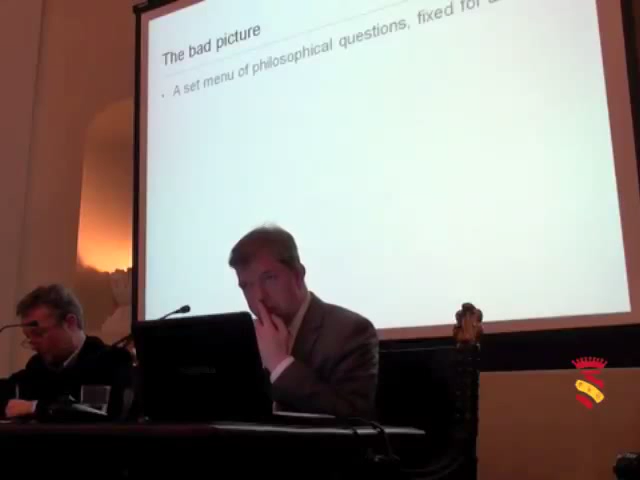 The bad picture
• A set menu of philosophical questions, fixed for